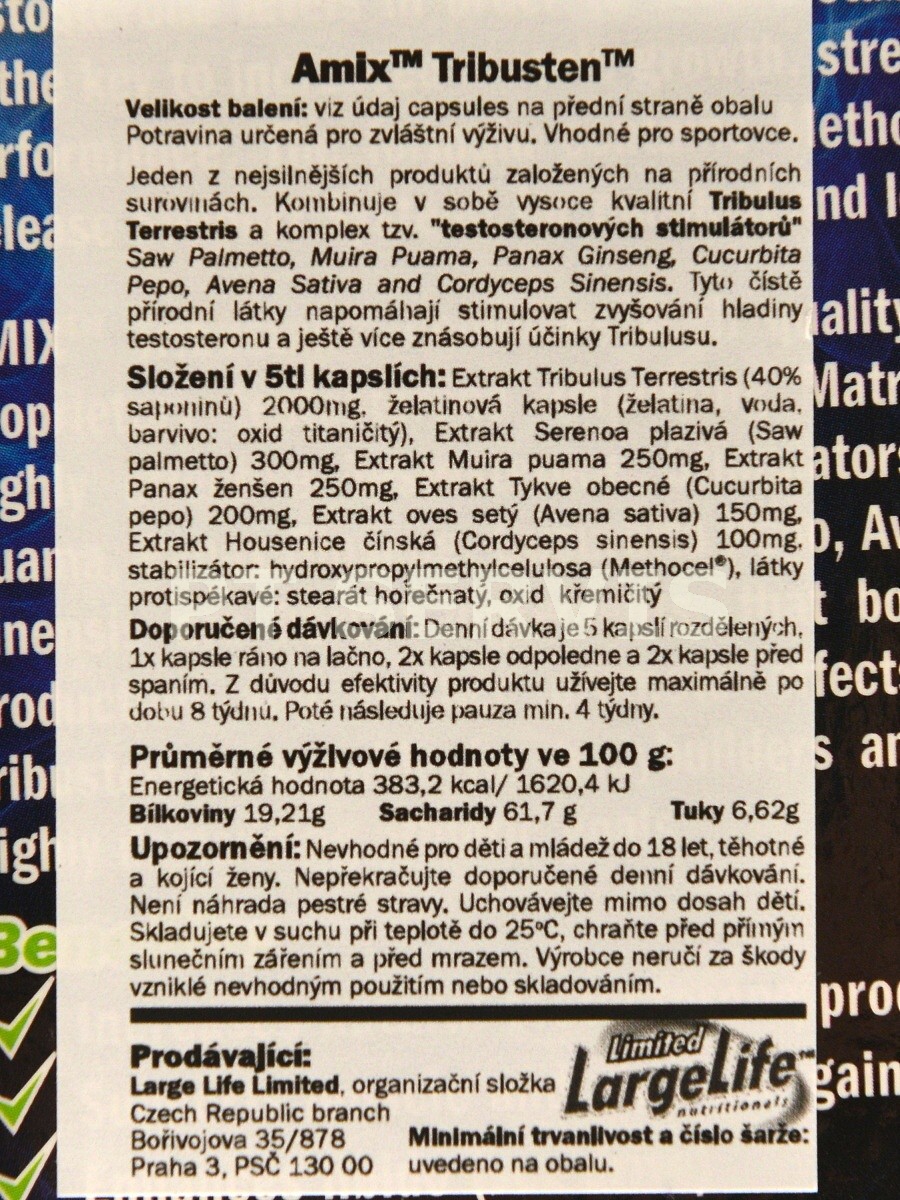 Amix™ Tribusten™
Velikost balení: viz údaj capsules na přední straně obalu
Potravina určená pro zvláštní výživu. Vhodné pro sportovce.
Jeden z nejsilnějších produktů založených na přírodních
surovinách. Kombinuje v sobě vysoce kvalitní Tribulus
Terrestris a komplex tzv. "testosteronových stimulátorů"
Saw Palmetto, Muira Puama, Panax Ginseng, Cucurbita
Pepo, Avena Sativa and Cordyceps Sinensis. Tyto čistě
přírodní látky napomáhají stimulovat zvyšování hladiny
testosteronu a ještě více znásobují účinky Tribulusu.
Složení v 5ti kapslích: Extrakt Tribulus Terrestris (40%
saponinů) 2000mg, želatinová kapsle (želatina, voda,
barvivo: oxid titaničitý), Extrakt Serenoa plazivá (Saw
palmetto) 300mg, Extrakt Muira puama 250mg, Extrakt
Panax ženšen 250mg, Extrakt Tykve obecné (Cucurbita
pepo) 200mg, Extrakt oves setý (Avena sativa) 150mg,
Extrakt Housenice čínská (Cordyceps sinensis) 100mg,
stabilizátor: hydroxypropylmethylcelulosa (Methocel®), látky
protispékavé: stearát hořečnatý, oxid křemičitý
Doporučené dávkování: Denní dávka je 5 kapslí rozdělených,
1x kapsle ráno na lačno, 2x kapsle odpoledne a 2x kapsle před
spaním. Z důvodu efektivity produktu užívejte maximálně po
dobu 8 týdnů. Poté následuje pauza min. 4 týdny.
Průměrné výživové hodnoty ve 100 g:
Energetická hodnota 383,2 kcal/ 1620,4 kJ
Bílkoviny 19,21g Sacharidy 61,7 g Tuky 6,62g
Upozornění: Nevhodné pro děti a mládež do 18 let, těhotné
a kojící ženy. Nepřekračujte doporučené denní dávkování.
Není náhrada pestré stravy. Uchovávejte mimo dosah dětí.
Skladujete v suchu při teplotě do 25°C, chraňte před přímým
slunečním zářením a před mrazem. Výrobce neručí za škody
vzniklé nevhodným použitím nebo skladováním.
Prodávající:
Large Life Limited, organizační složka
Czech Republic branch
Bořivojova 35/878
Praha 3, PSČ 130 00
Limited
LargeLife™
nutritionals
Minimální trvanlivost a číslo šarže:
uvedeno na obalu.